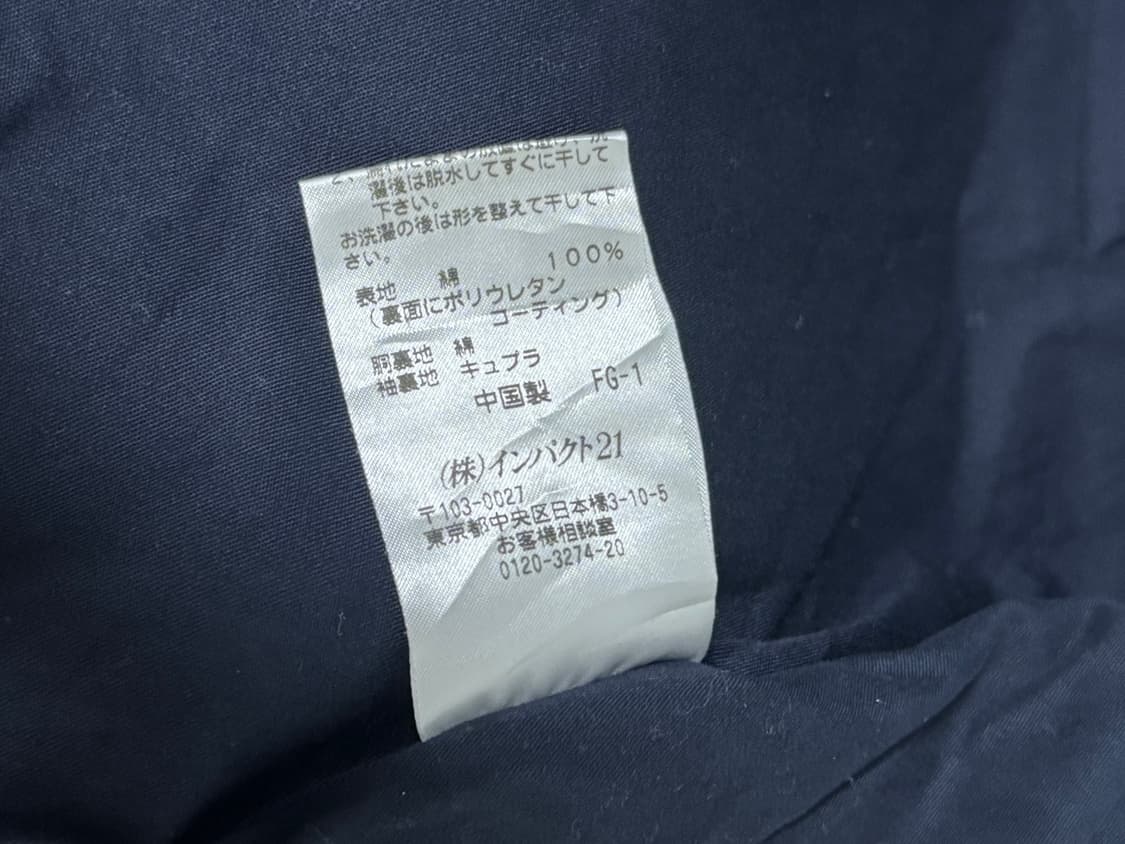 濯後は脱水してすぐに干して
下さい。
お洗濯の後は形を整えて干して下
さい。
表地 綿 100%
(裏面にポリウレタン
コーティング)
胴裏地 綿
袖裏地 キュプラ
中国製 FG-1
(株)インパクト21
〒103-0027
東京都中央区日本橋3-10-5
お客様相談室
0120-3274-20